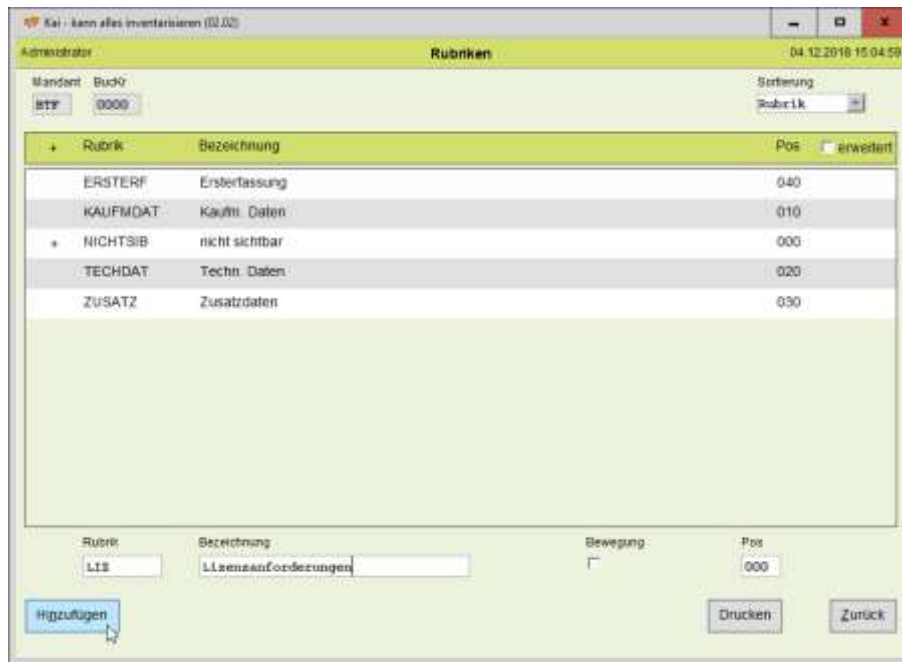 Kai - kann alles inventarisieren (02.02)
Administrator Rubriken 04.12.2018 15:04:59
Mandant BucKr Sortierung
HTF 0000 Rubrik
+ Rubrik Bezeichnung Pos erweitert
ERSTERF Ersterfassung 040
KAUFMDAT Kaufm. Daten 010
+ NICHTSIB nicht sichtbar 000
TECHDAT Techn. Daten 020
ZUSATZ Zusatzdaten 030
Rubrik Bezeichnung Bewegung Pos
LIZ Lizenzanforderungen 000
Hinzufügen Drucken Zurück